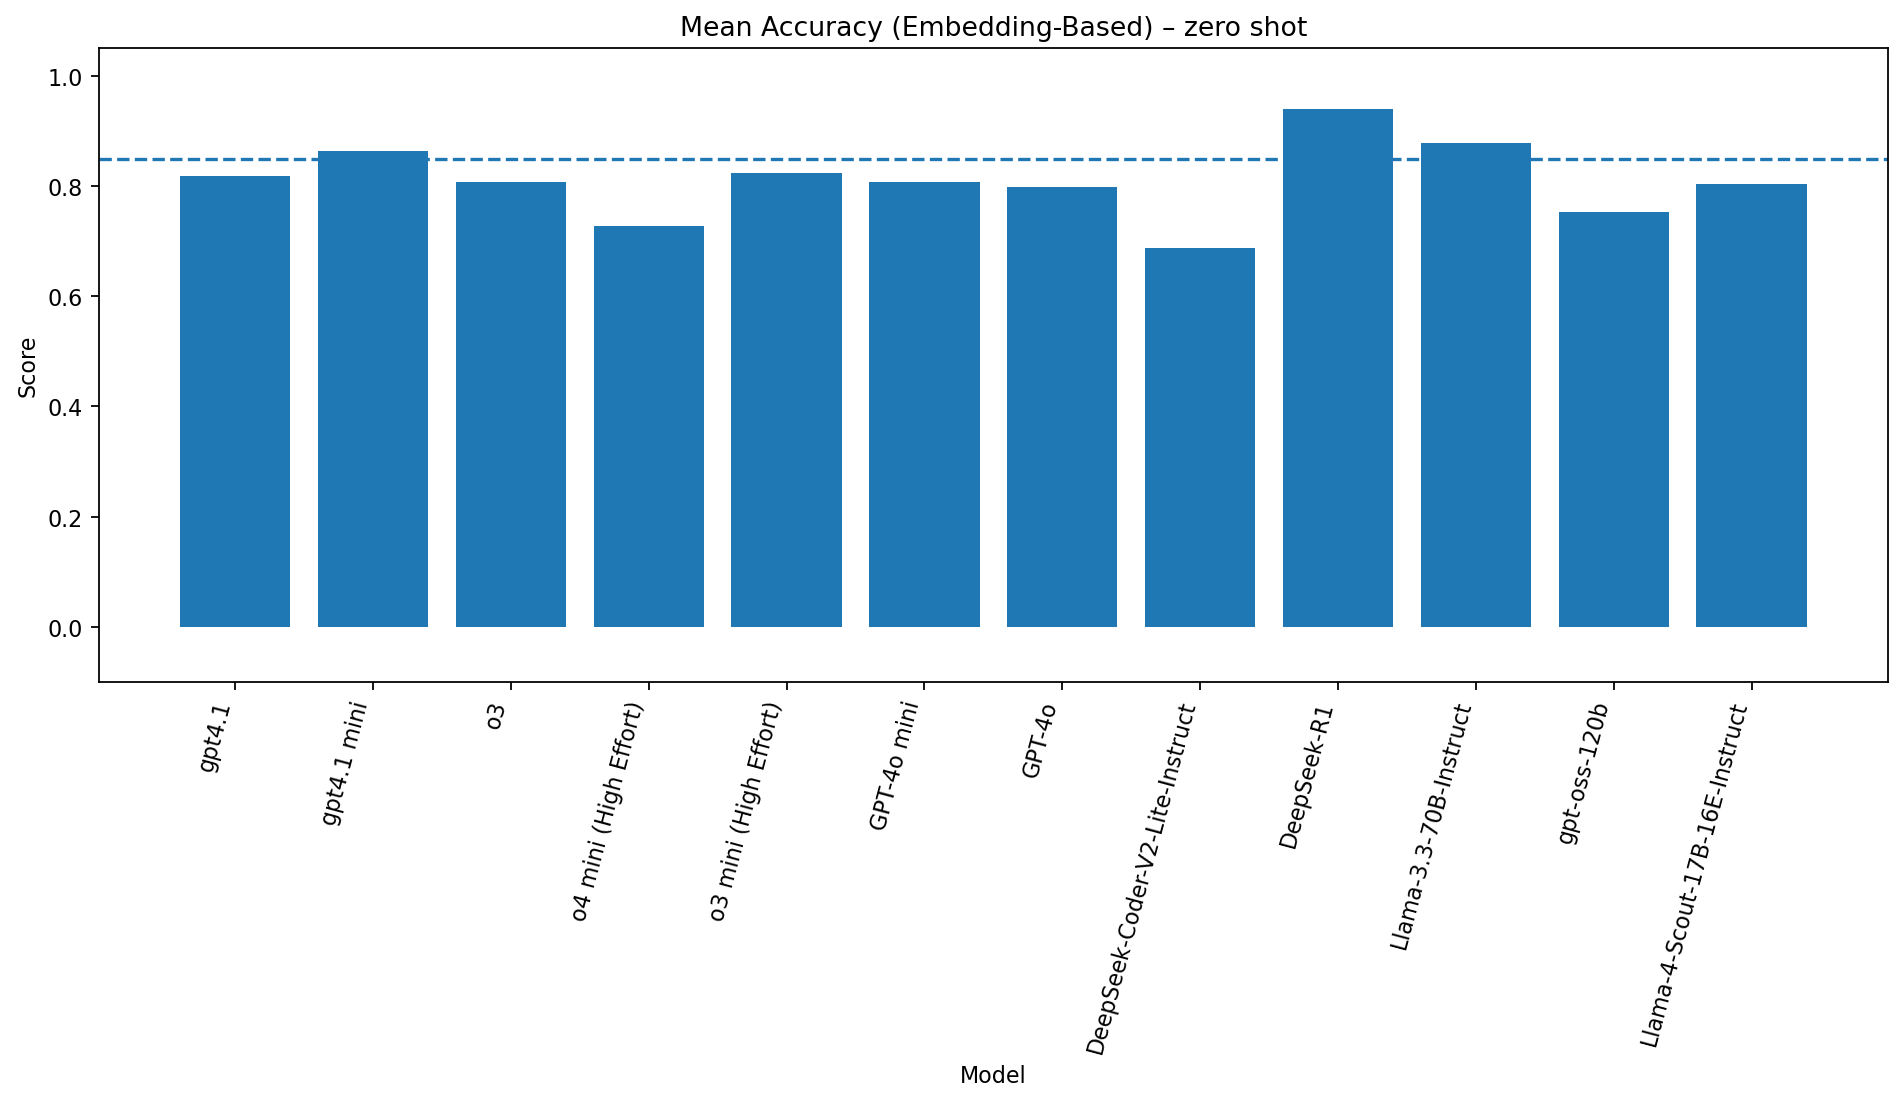 Mean Accuracy (Embedding-Based) – zero shot
Score
1.0
0.8
0.6
0.4
0.2
0.0
gpt4.1
gpt4.1 mini
o3
o4 mini (High Effort)
o3 mini (High Effort)
GPT-4o mini
GPT-4o
DeepSeek-Coder-V2-Lite-Instruct
DeepSeek-R1
Llama-3.3-70B-Instruct
gpt-oss-120b
Llama-4-Scout-17B-16E-Instruct
Model